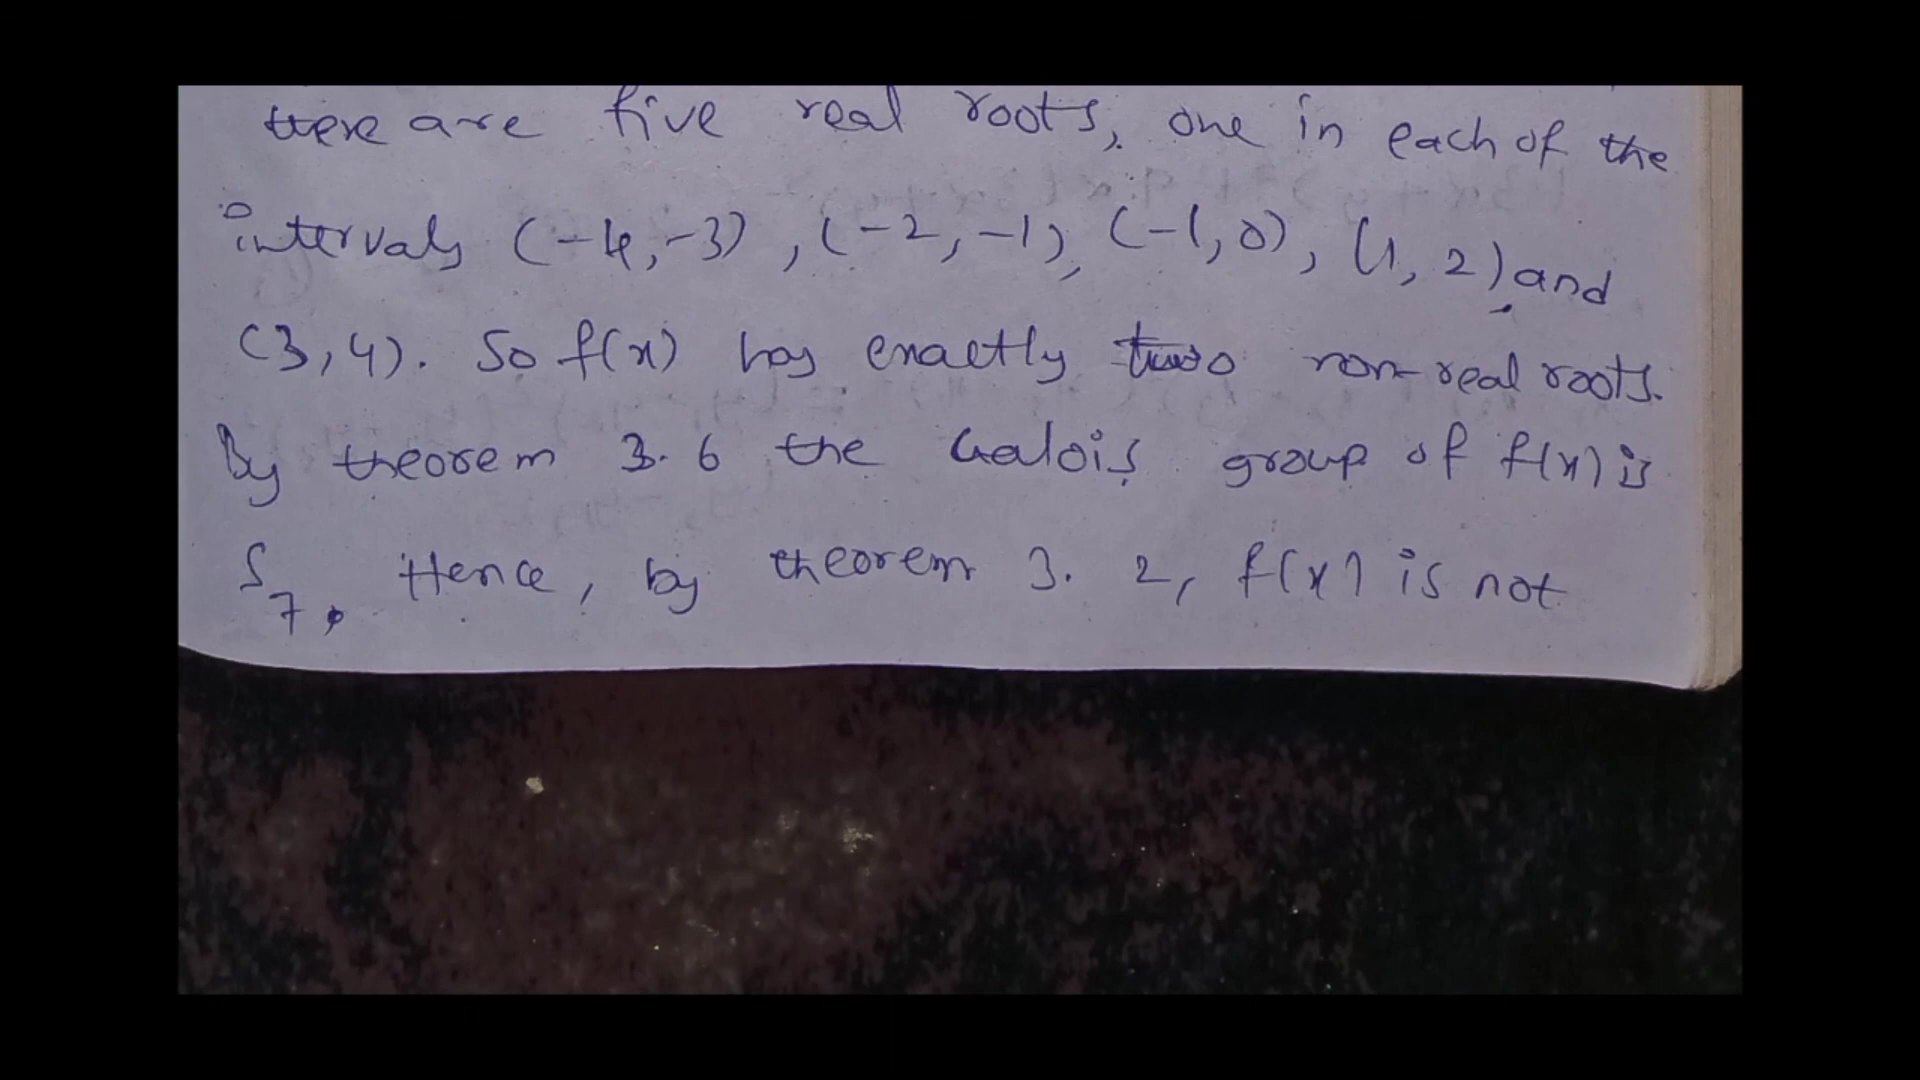 there are five real roots, one in each of the
intervals (-4,-3), (-2,-1), (-1,0), (1,2) and
(3,4). So f(x) has exactly two non-real roots.
By theorem 3.6 the Galois group of f(x) is
S₇. Hence, by theorem 3.2, f(x) is not